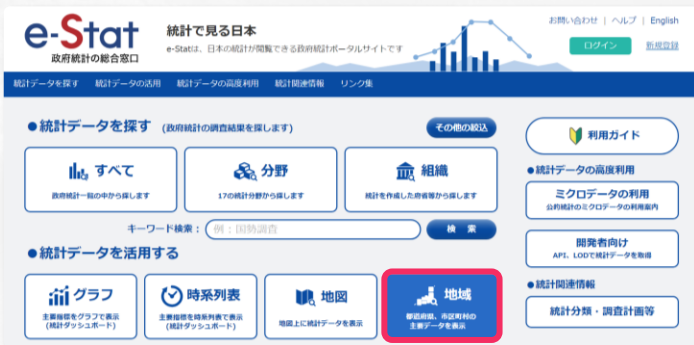 e-Stat
政府統計の総合窓口
統計で見る日本
e-Statは、日本の統計が閲覧できる政府統計ポータルサイトです
お問い合わせ | ヘルプ | English
ログイン
新規登録
統計データを探す 統計データの活用 統計データの高度利用 統計関連情報 リンク集
●統計データを探す (政府統計の調査結果を探します)
その他の絞込
すべて
政府統計一覧の中から探します
分野
17の統計分野から探します
組織
統計を作成した府省等から探します
キーワード検索: 例:国勢調査
検 索
●統計データを活用する
グラフ
主要指標をグラフで表示
(統計ダッシュボード)
時系列表
主要指標を時系列表で表示
(統計ダッシュボード)
地図
地図上に統計データを表示
地域
都道府県、市区町村の
主要データを表示
利用ガイド
●統計データの高度利用
ミクロデータの利用
公的統計のミクロデータの利用案内
開発者向け
API、LODで統計データを取得
●統計関連情報
統計分類・調査計画等